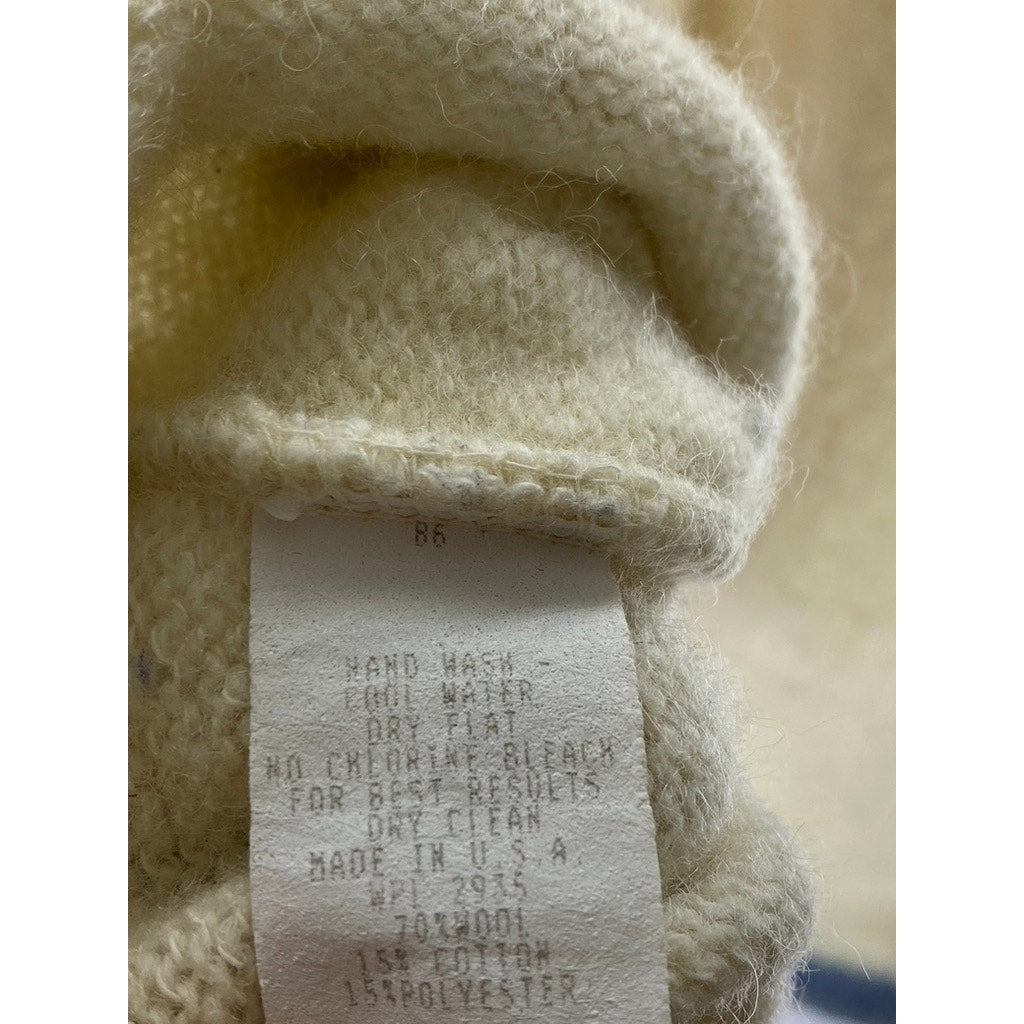 86
HAND WASH -
COOL WATER
DRY FLAT
NO CHLORINE BLEACH
FOR BEST RESULTS
DRY CLEAN
MADE IN U.S.A.
WPL 2935
70%WOOL
15% COTTON
15%POLYESTER